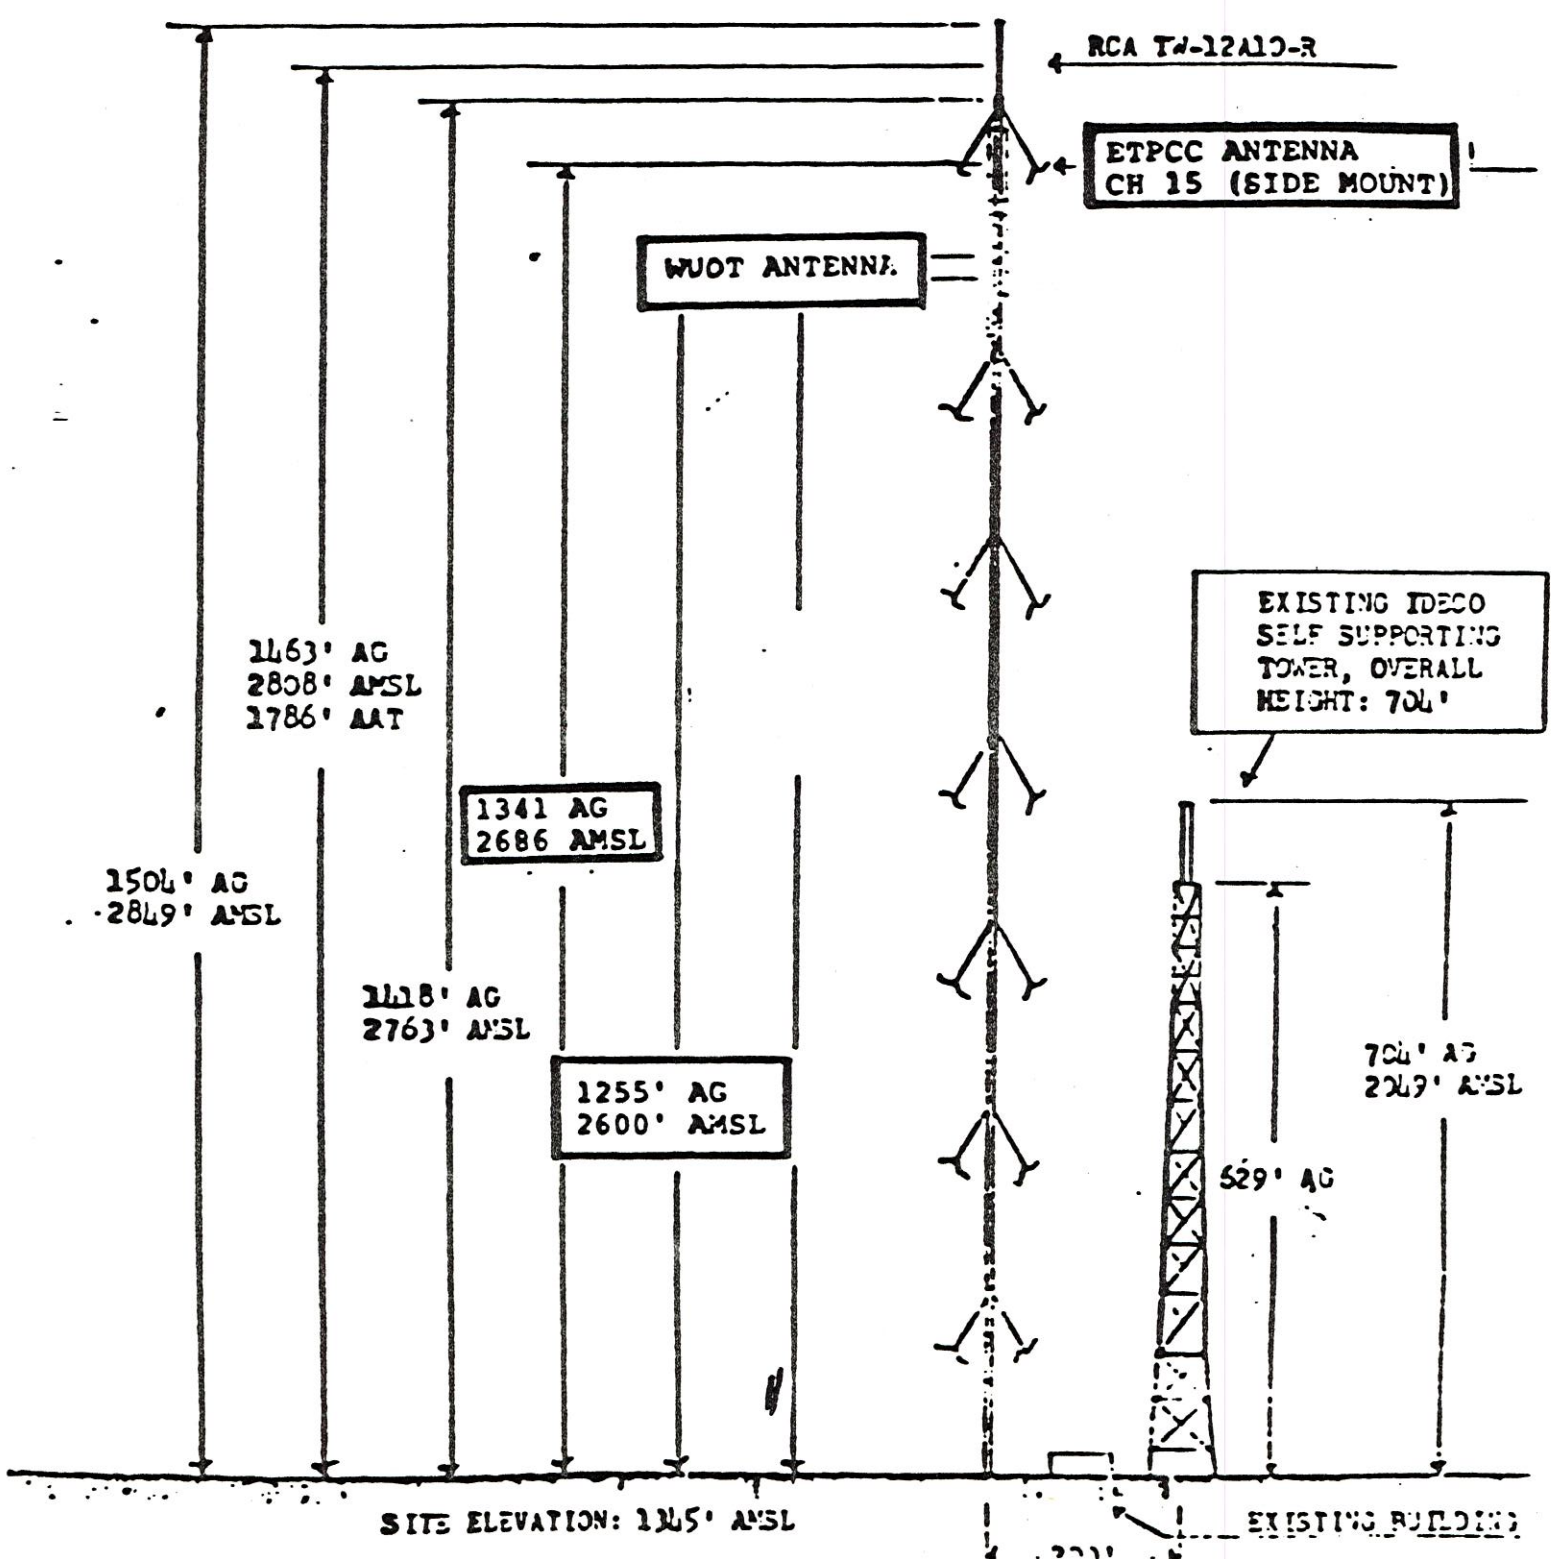 RCA TW-12A10-R
ETPCC ANTENNA
CH 15 (SIDE MOUNT)
WUOT ANTENNA
EXISTING IDECO
SELF SUPPORTING
TOWER, OVERALL
HEIGHT: 704'
1463' AG
2808' AMSL
1786' AAT
1341 AG
2686 AMSL
1504' AG
2849' AMSL
1418' AG
2763' AMSL
1255' AG
2600' AMSL
704' AG
2049' AMSL
629' AG
SITE ELEVATION: 1345' AMSL
EXISTING BUILDING